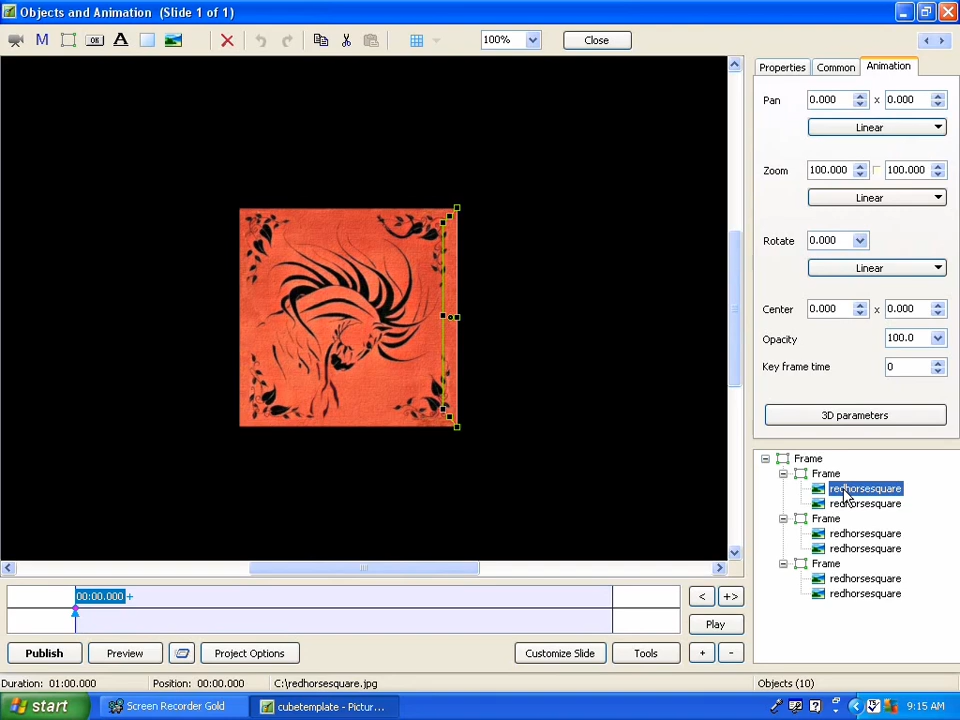 Objects and Animation (Slide 1 of 1)
M OK A 100% Close
Properties Common Animation
Pan 0.000 x 0.000
Linear
Zoom 100.000 100.000
Linear
Rotate 0.000
Linear
Center 0.000 x 0.000
Opacity 100.0
Key frame time 0
3D parameters
Frame
Frame
redhorsesquare
redhorsesquare
Frame
redhorsesquare
redhorsesquare
Frame
redhorsesquare
redhorsesquare
00:00.000 + < +>
Play
Publish Preview Project Options Customize Slide Tools + -
Duration: 01:00.000 Position: 00:00.000 C:\redhorsesquare.jpg Objects (10)
start Screen Recorder Gold cubetemplate - Pictur... 9:15 AM